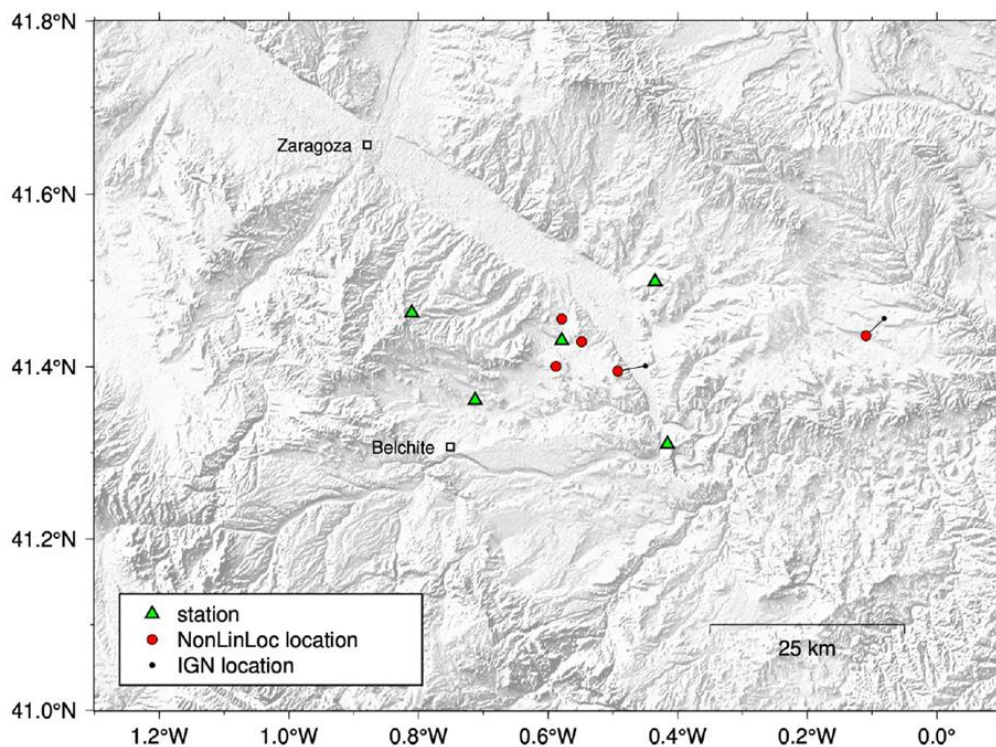 41.8°N
Zaragoza
41.6°N
41.4°N
Belchite
41.2°N
station
NonLinLoc location
IGN location
25 km
41.0°N
1.2°W 1.0°W 0.8°W 0.6°W 0.4°W 0.2°W 0.0°